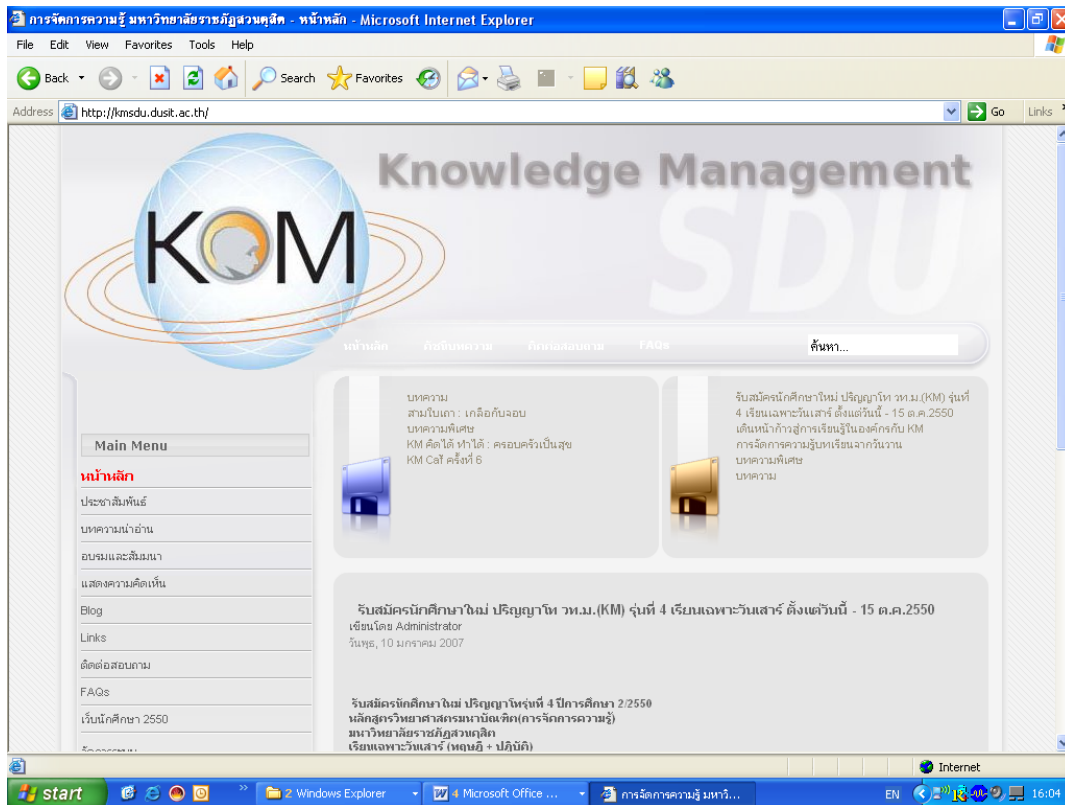 การจัดการความรู้ มหาวิทยาลัยราชภัฏสวนดุสิต - หน้าหลัก - Microsoft Internet Explorer
File Edit View Favorites Tools Help
Back Search Favorites
Address http://kmsdu.dusit.ac.th/ Go Links
Knowledge Management
SDU
KM
หน้าหลัก ดัชนีบทความ ติดต่อสอบถาม FAQs ค้นหา...
บทความ
สามใบเถา : เกลือกับจอบ
บทความพิเศษ
KM คิดได้ ทำได้ : ครอบครัวเป็นสุข
KM Caf ครั้งที่ 6
รับสมัครนักศึกษาใหม่ ปริญญาโท วท.ม.(KM) รุ่นที่
4 เรียนเฉพาะวันเสาร์ ตั้งแต่วันนี้ - 15 ต.ค.2550
เดินหน้าก้าวสู่การเรียนรู้ในองค์กรกับ KM
การจัดการความรู้บทเรียนจากวันวาน
บทความพิเศษ
บทความ
Main Menu
หน้าหลัก
ประชาสัมพันธ์
บทความน่าอ่าน
อบรมและสัมมนา
แสดงความคิดเห็น
Blog
Links
ติดต่อสอบถาม
FAQs
เว็บนักศึกษา 2550
รับสมัครนักศึกษาใหม่ ปริญญาโท วท.ม.(KM) รุ่นที่ 4 เรียนเฉพาะวันเสาร์ ตั้งแต่วันนี้ - 15 ต.ค.2550
เขียนโดย Administrator
วันพุธ, 10 มกราคม 2007
รับสมัครนักศึกษาใหม่ ปริญญาโทรุ่นที่ 4 ปีการศึกษา 2/2550
หลักสูตรวิทยาศาสตรมหาบัณฑิต(การจัดการความรู้)
มหาวิทยาลัยราชภัฏสวนดุสิต
เรียนเฉพาะวันเสาร์ (ทฤษฎี + ปฏิบัติ)
Internet
start 2 Windows Explorer 4 Microsoft Office ... การจัดการความรู้ มหาวิ... EN 16:04